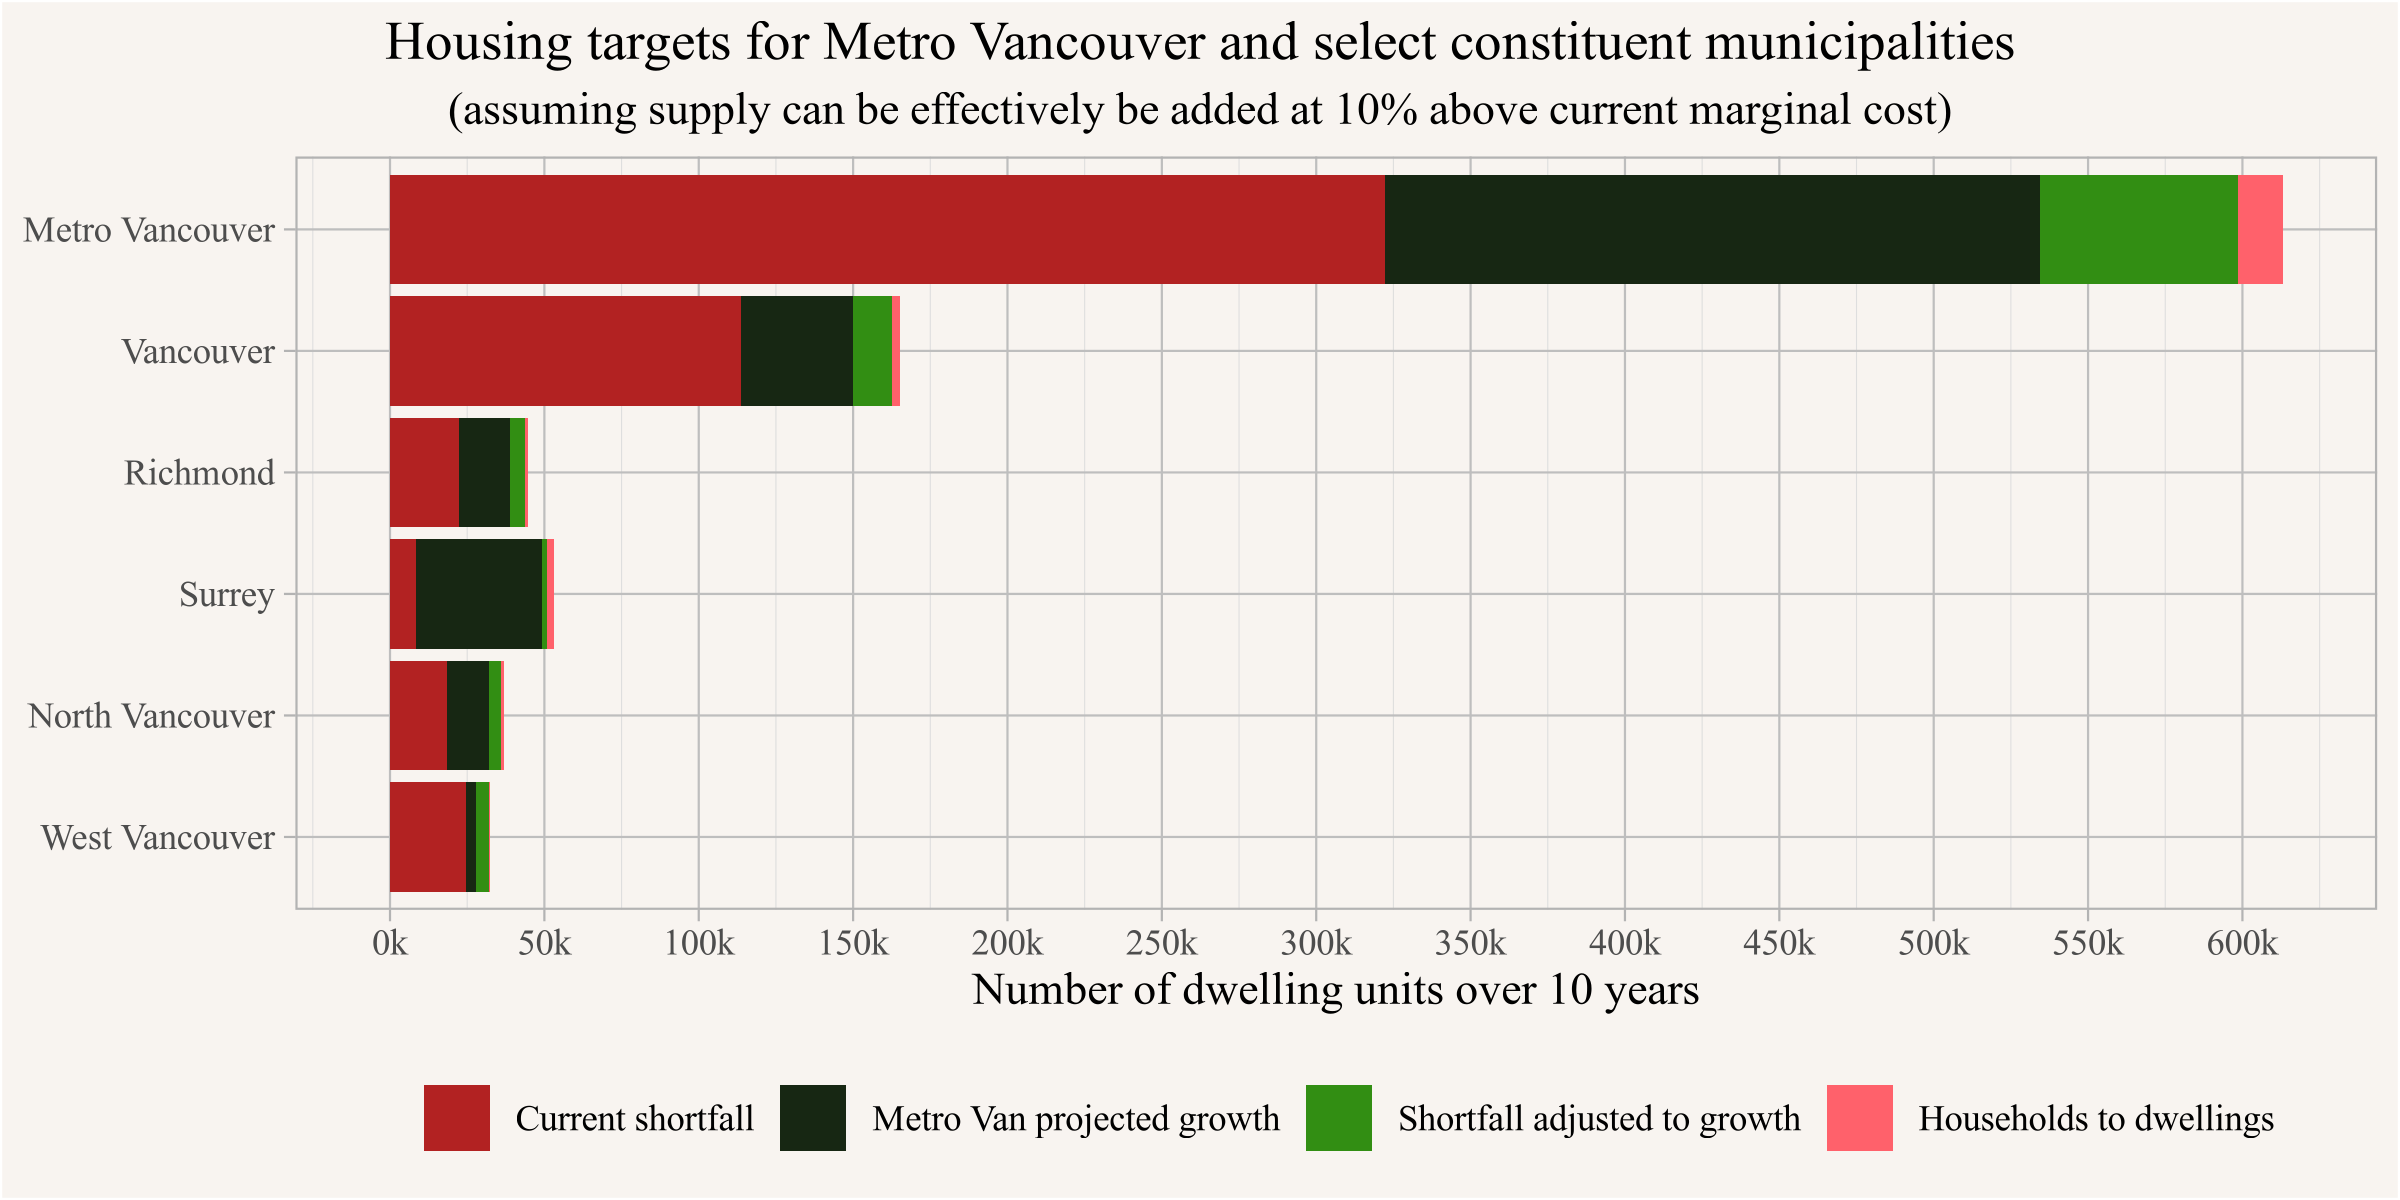 Housing targets for Metro Vancouver and select constituent municipalities
(assuming supply can be effectively be added at 10% above current marginal cost)
Metro Vancouver
Vancouver
Richmond
Surrey
North Vancouver
West Vancouver
0k 50k 100k 150k 200k 250k 300k 350k 400k 450k 500k 550k 600k
Number of dwelling units over 10 years
Current shortfall Metro Van projected growth Shortfall adjusted to growth Households to dwellings